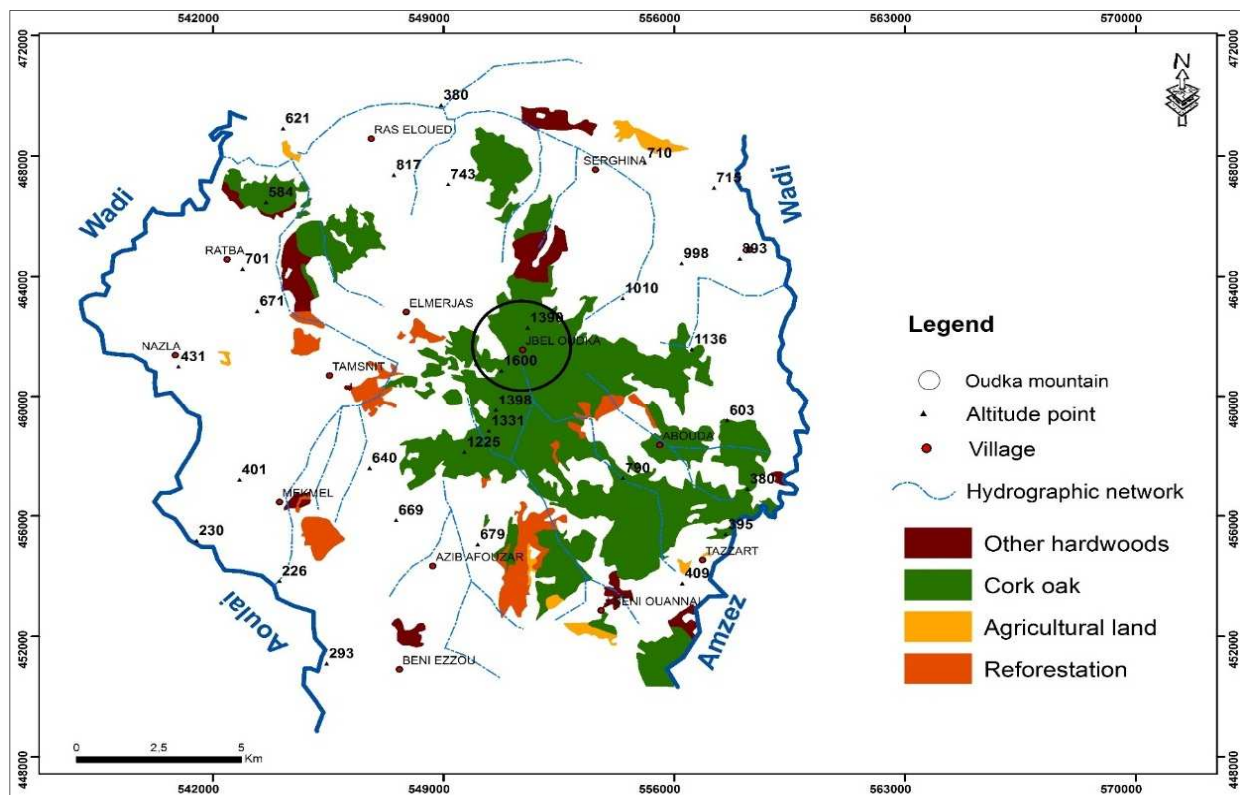 542000 549000 556000 563000 570000
472000 472000
N
380
621
RAS ELOUED
710
SERGHINA
468000 468000
817
743
715
584
Wadi
Wadi
RATBA
701
998
893
464000 464000
671
ELMERJAS
1010
1390
Legend
JBEL OUDKA
NAZLA
431
1136
Oudka mountain
TAMSNIT
1600
Altitude point
460000 460000
1398
603
1331
Village
ABOUDA
1225
640
790
401
380
Hydrographic network
MEKMEL
669
456000 456000
230
395
Other hardwoods
679
TAZZART
AZIB AFOUZAR
226
409
Cork oak
BENI OUANNAI
Aoulai
Amzez
Agricultural land
452000 452000
293
BENI EZZOU
Reforestation
0 2,5 5
Km
448000 448000
542000 549000 556000 563000 570000